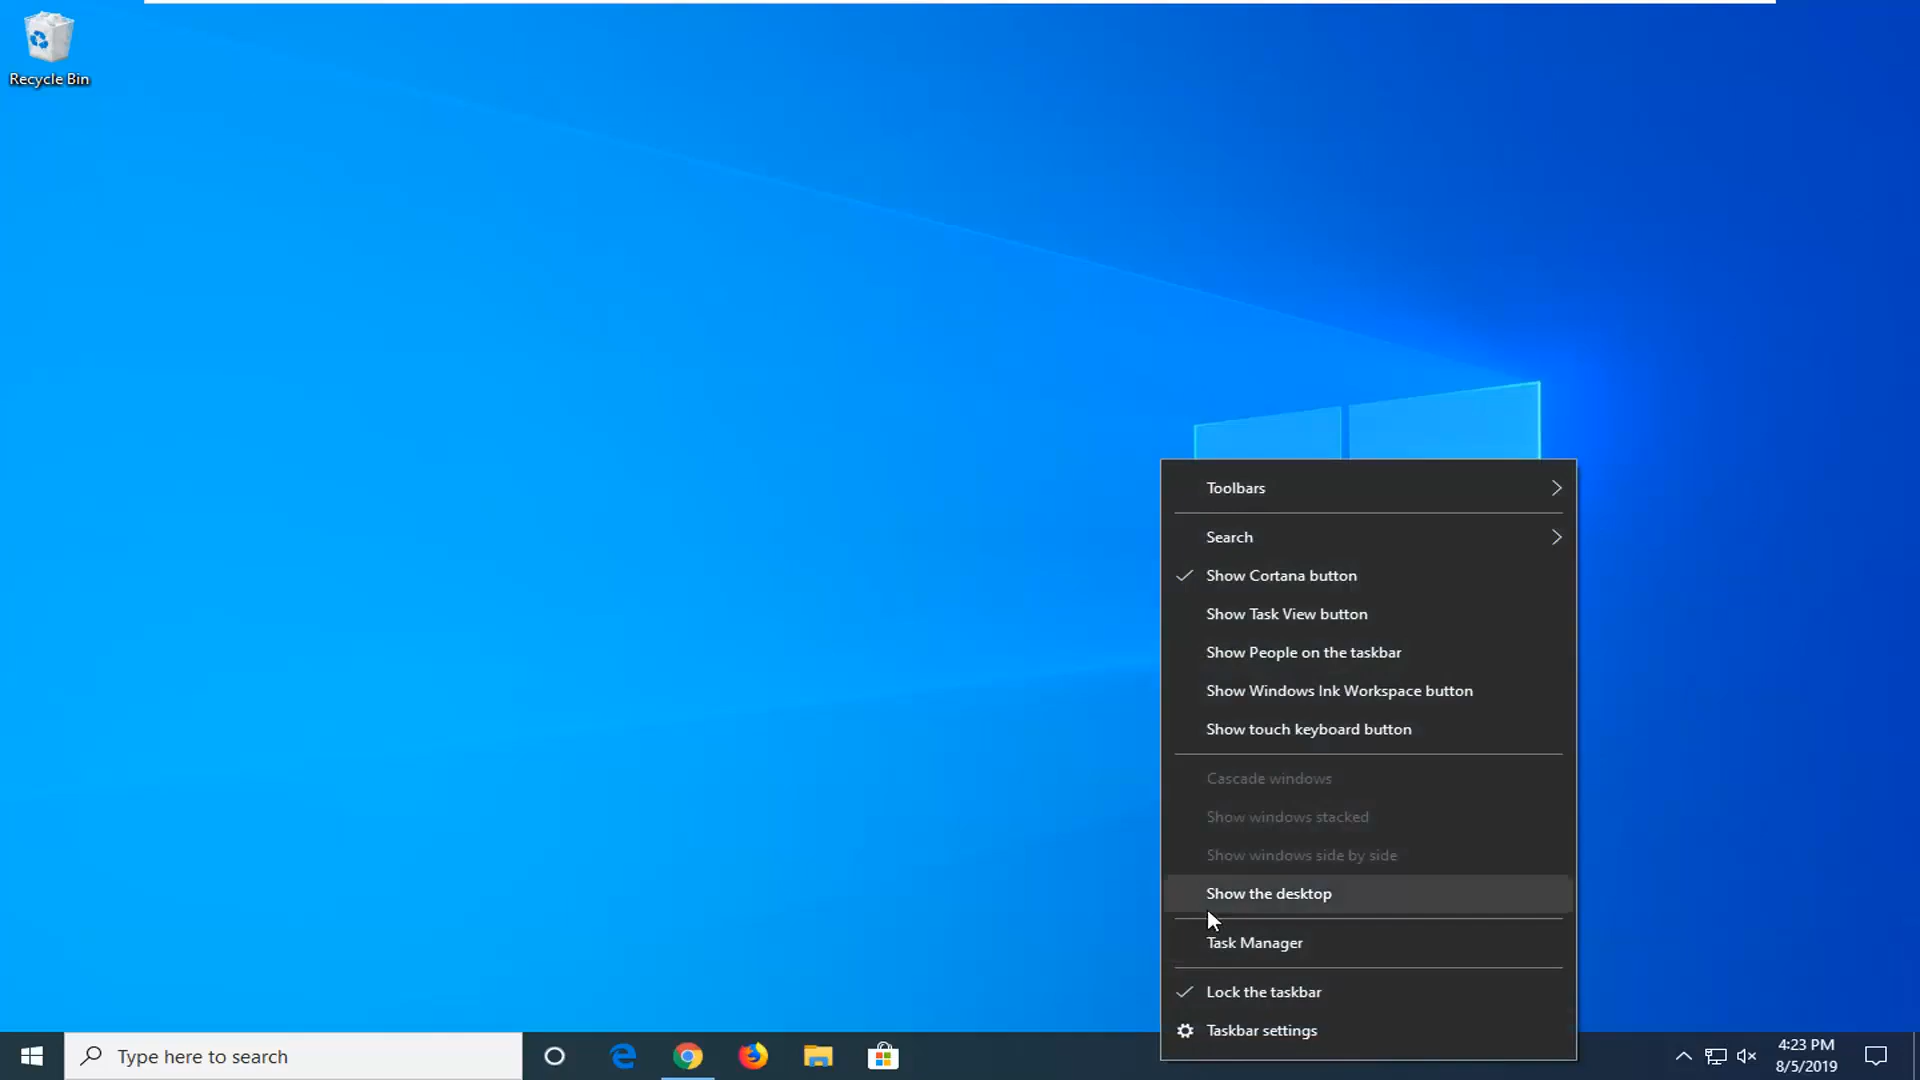 Recycle Bin
Toolbars
Search
Show Cortana button
Show Task View button
Show People on the taskbar
Show Windows Ink Workspace button
Show touch keyboard button
Cascade windows
Show windows stacked
Show windows side by side
Show the desktop
Task Manager
Lock the taskbar
Taskbar settings
Type here to search
4:23 PM
8/5/2019